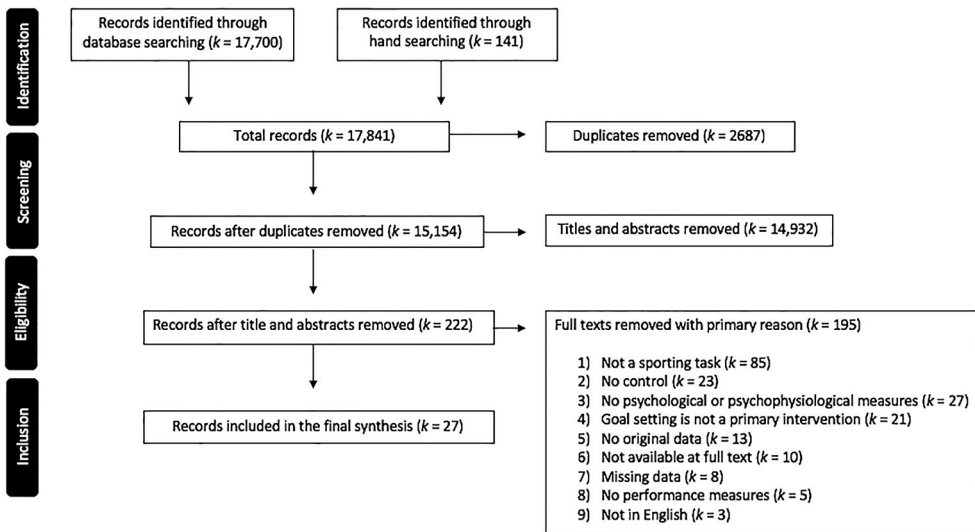 Identification
Records identified through
database searching (k = 17,700)
Records identified through
hand searching (k = 141)
Total records (k = 17,841)
Duplicates removed (k = 2687)
Screening
Records after duplicates removed (k = 15,154)
Titles and abstracts removed (k = 14,932)
Eligibility
Records after title and abstracts removed (k = 222)
Full texts removed with primary reason (k = 195)
1) Not a sporting task (k = 85)
2) No control (k = 23)
3) No psychological or psychophysiological measures (k = 27)
4) Goal setting is not a primary intervention (k = 21)
5) No original data (k = 13)
6) Not available at full text (k = 10)
7) Missing data (k = 8)
8) No performance measures (k = 5)
9) Not in English (k = 3)
Inclusion
Records included in the final synthesis (k = 27)